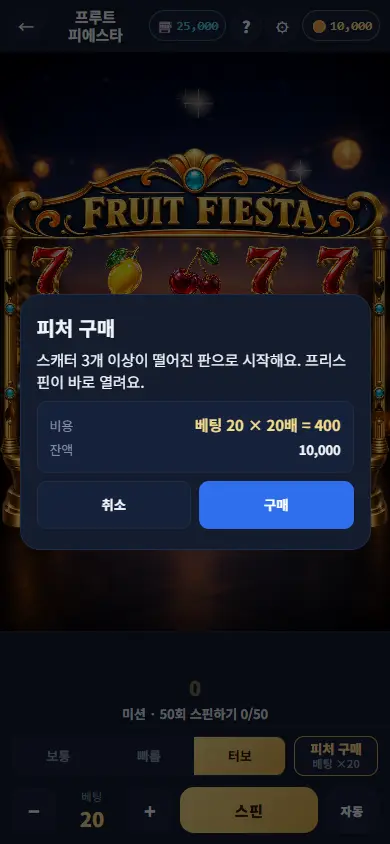 ←
프루트
피에스타
25,000
?
10,000
FRUIT FIESTA
7 7 7
피처 구매
스캐터 3개 이상이 떨어진 판으로 시작해요. 프리스
핀이 바로 열려요.
비용 베팅 20 × 20배 = 400
잔액 10,000
취소 구매
0
미션 · 50회 스핀하기 0/50
보통 빠름 터보 피처 구매
베팅 ×20
베팅
− 20 + 스핀 자동